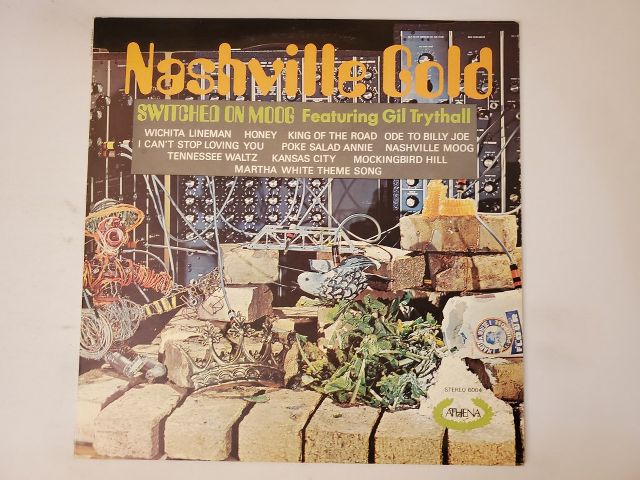 Nashville Gold
SWITCHED ON MOOG Featuring Gil Trythall
WICHITA LINEMAN HONEY KING OF THE ROAD ODE TO BILLY JOE
I CAN'T STOP LOVING YOU POKE SALAD ANNIE NASHVILLE MOOG
TENNESSEE WALTZ KANSAS CITY MOCKINGBIRD HILL
MARTHA WHITE THEME SONG
STEREO 6004
ATHENA